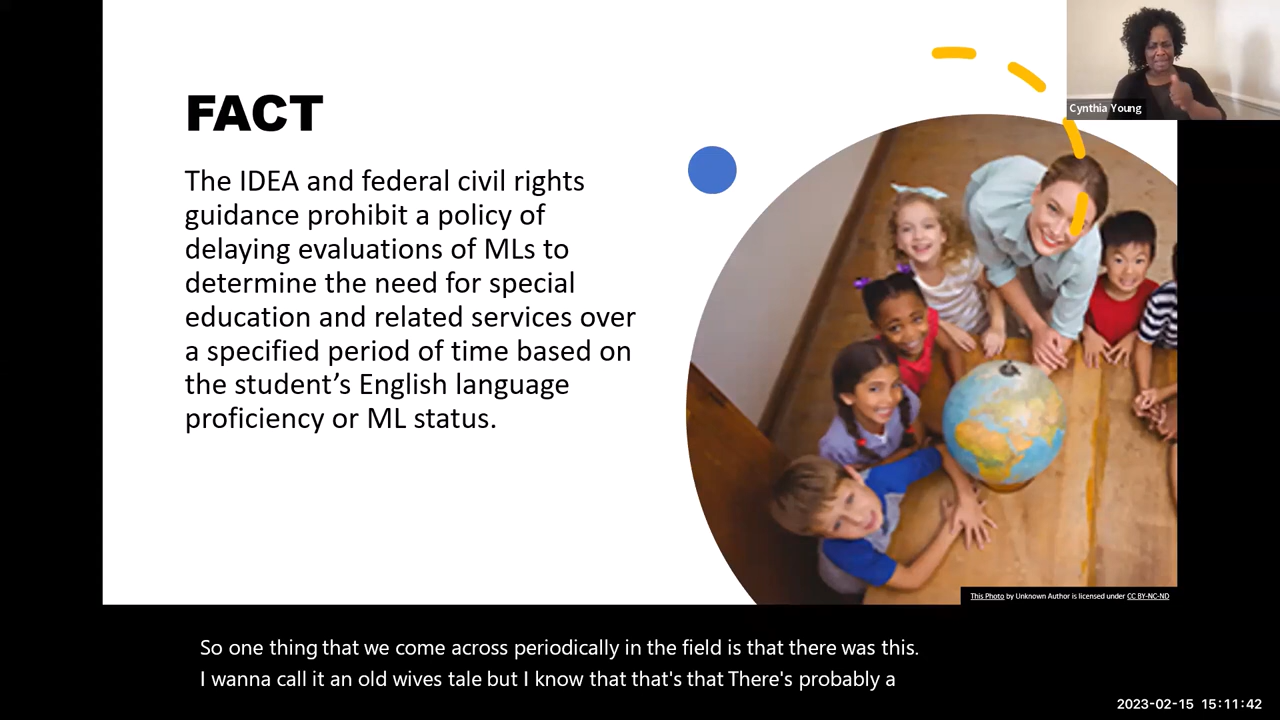 FACT
The IDEA and federal civil rights
guidance prohibit a policy of
delaying evaluations of MLs to
determine the need for special
education and related services over
a specified period of time based on
the student’s English language
proficiency or ML status.
Cynthia Young
This Photo by Unknown Author is licensed under CC BY-NC-ND
So one thing that we come across periodically in the field is that there was this.
I wanna call it an old wives tale but I know that that's that There's probably a
2023-02-15 15:11:42